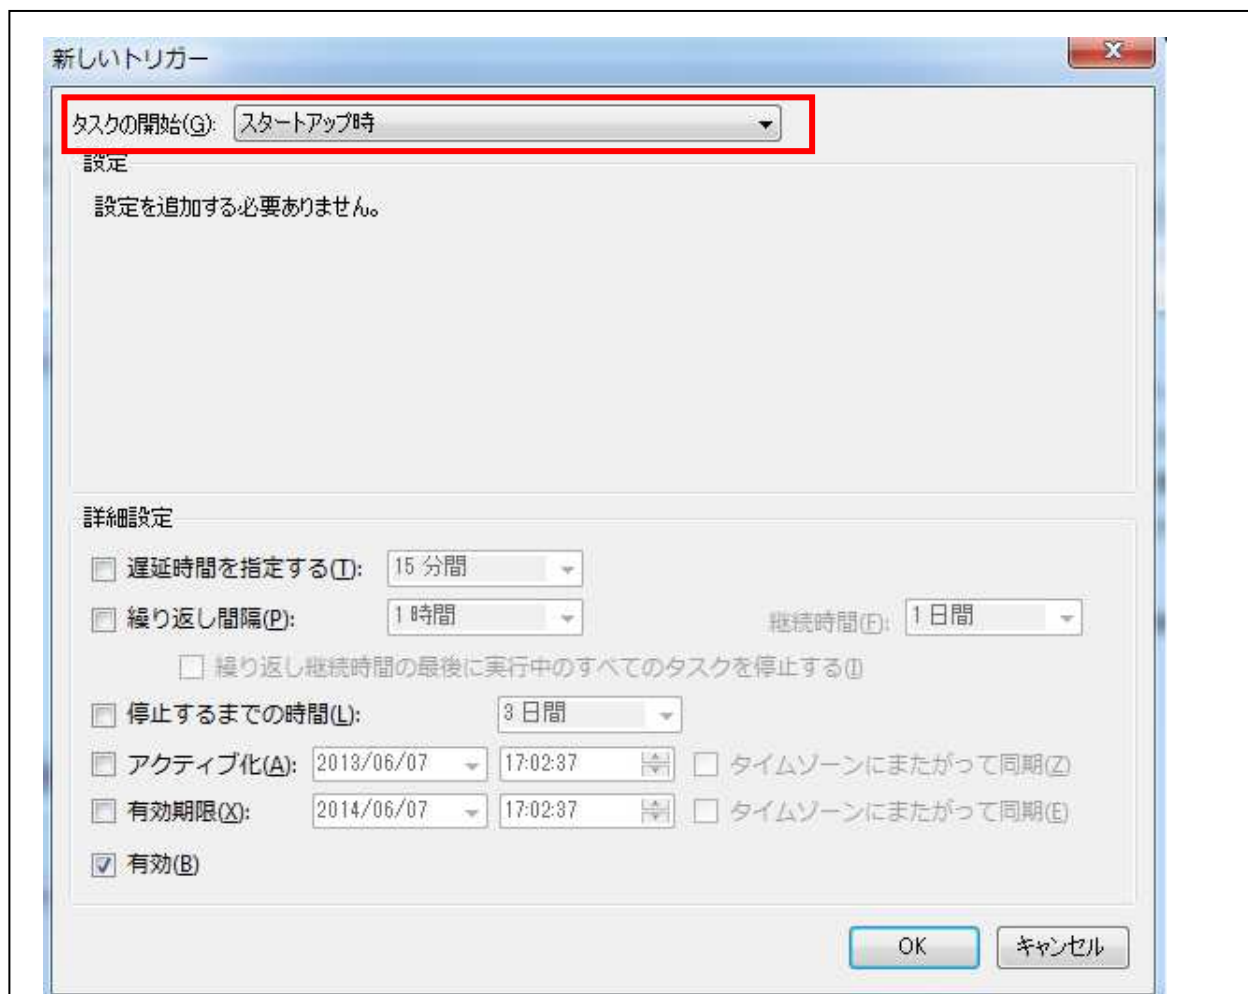 新しいトリガー
タスクの開始(G): スタートアップ時
設定
設定を追加する必要ありません。
詳細設定
遅延時間を指定する(T): 15 分間
繰り返し間隔(P): 1 時間 継続時間(F): 1 日間
繰り返し継続時間の最後に実行中のすべてのタスクを停止する(I)
停止するまでの時間(L): 3 日間
アクティブ化(A): 2013/06/07 17:02:37 タイムゾーンにまたがって同期(Z)
有効期限(X): 2014/06/07 17:02:37 タイムゾーンにまたがって同期(E)
有効(B)
OK キャンセル